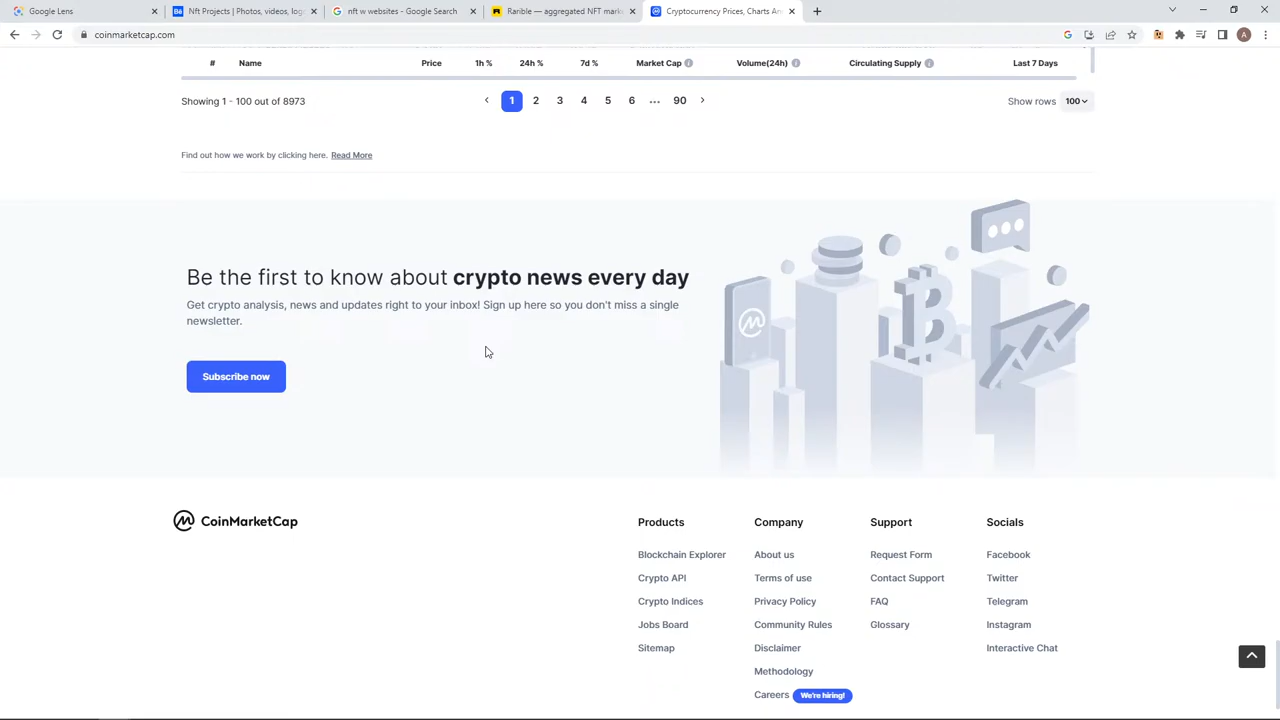 Google Lens
Nft Projects | Photos, videos, log
nft websites - Google Search
Rarible — aggregated NFT mark
Cryptocurrency Prices, Charts An
coinmarketcap.com
A
# Name Price 1h % 24h % 7d % Market Cap Volume(24h) Circulating Supply Last 7 Days
Showing 1 - 100 out of 8973
1 2 3 4 5 6 ... 90
Show rows 100
Find out how we work by clicking here. Read More
Be the first to know about crypto news every day
Get crypto analysis, news and updates right to your inbox! Sign up here so you don't miss a single
newsletter.
Subscribe now
CoinMarketCap
Products
Blockchain Explorer
Crypto API
Crypto Indices
Jobs Board
Sitemap
Company
About us
Terms of use
Privacy Policy
Community Rules
Disclaimer
Methodology
Careers We're hiring!
Support
Request Form
Contact Support
FAQ
Glossary
Socials
Facebook
Twitter
Telegram
Instagram
Interactive Chat